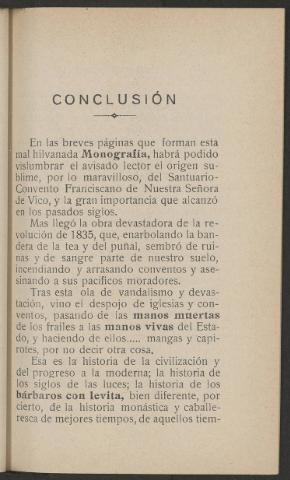 CONCLUSIÓN
En las breves páginas que forman esta
mal hilvanada Monografía, habrá podido
vislumbrar el avisado lector el origen su-
blime, por lo maravilloso, del Santuario-
Convento Franciscano de Nuestra Señora
de Vico, y la gran importancia que alcanzó
en los pasados siglos.
Mas llegó la obra devastadora de la re-
volución de 1835, que, enarbolando la ban-
dera de la tea y del puñal, sembró de rui-
nas y de sangre parte de nuestro suelo,
incendiando y arrasando conventos y ase-
sinando a sus pacíficos moradores.
Tras esta ola de vandalismo y devas-
tación, vino el despojo de iglesias y con-
ventos, pasando de las manos muertas
de los frailes a las manos vivas del Esta-
do, y haciendo de ellos..... mangas y capi-
rotes, por no decir otra cosa.
Esa es la historia de la civilización y
del progreso a la moderna; la historia de
los siglos de las luces; la historia de los
bárbaros con levita, bien diferente, por
cierto, de la historia monástica y caballe-
resca de mejores tiempos, de aquellos tiem-